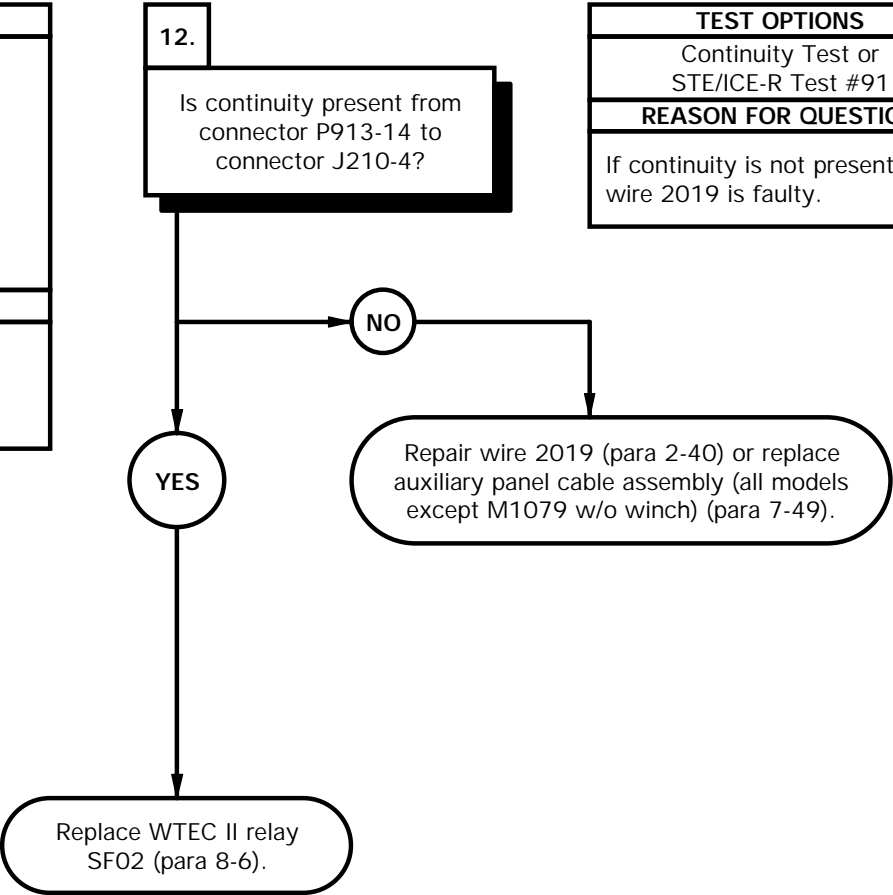 12.
Is continuity present from
connector P913-14 to
connector J210-4?
TEST OPTIONS
Continuity Test or
STE/ICE-R Test #91
REASON FOR QUESTIO
If continuity is not present
wire 2019 is faulty.
NO
YES
Repair wire 2019 (para 2-40) or replace
auxiliary panel cable assembly (all models
except M1079 w/o winch) (para 7-49).
Replace WTEC II relay
SF02 (para 8-6).